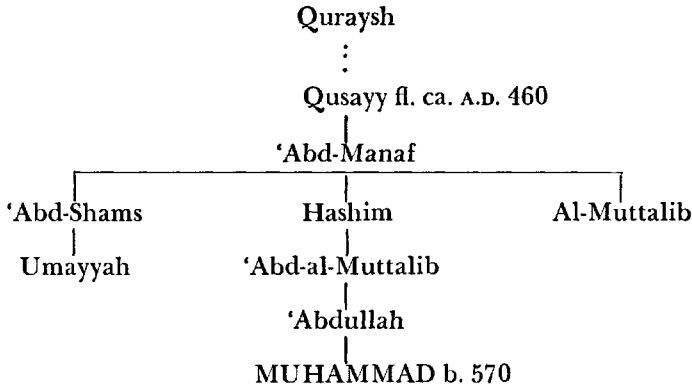 Quraysh
Qusayy fl. ca. A.D. 460
‘Abd-Manaf
‘Abd-Shams Hashim Al-Muttalib
Umayyah ‘Abd-al-Muttalib
‘Abdullah
MUHAMMAD b. 570